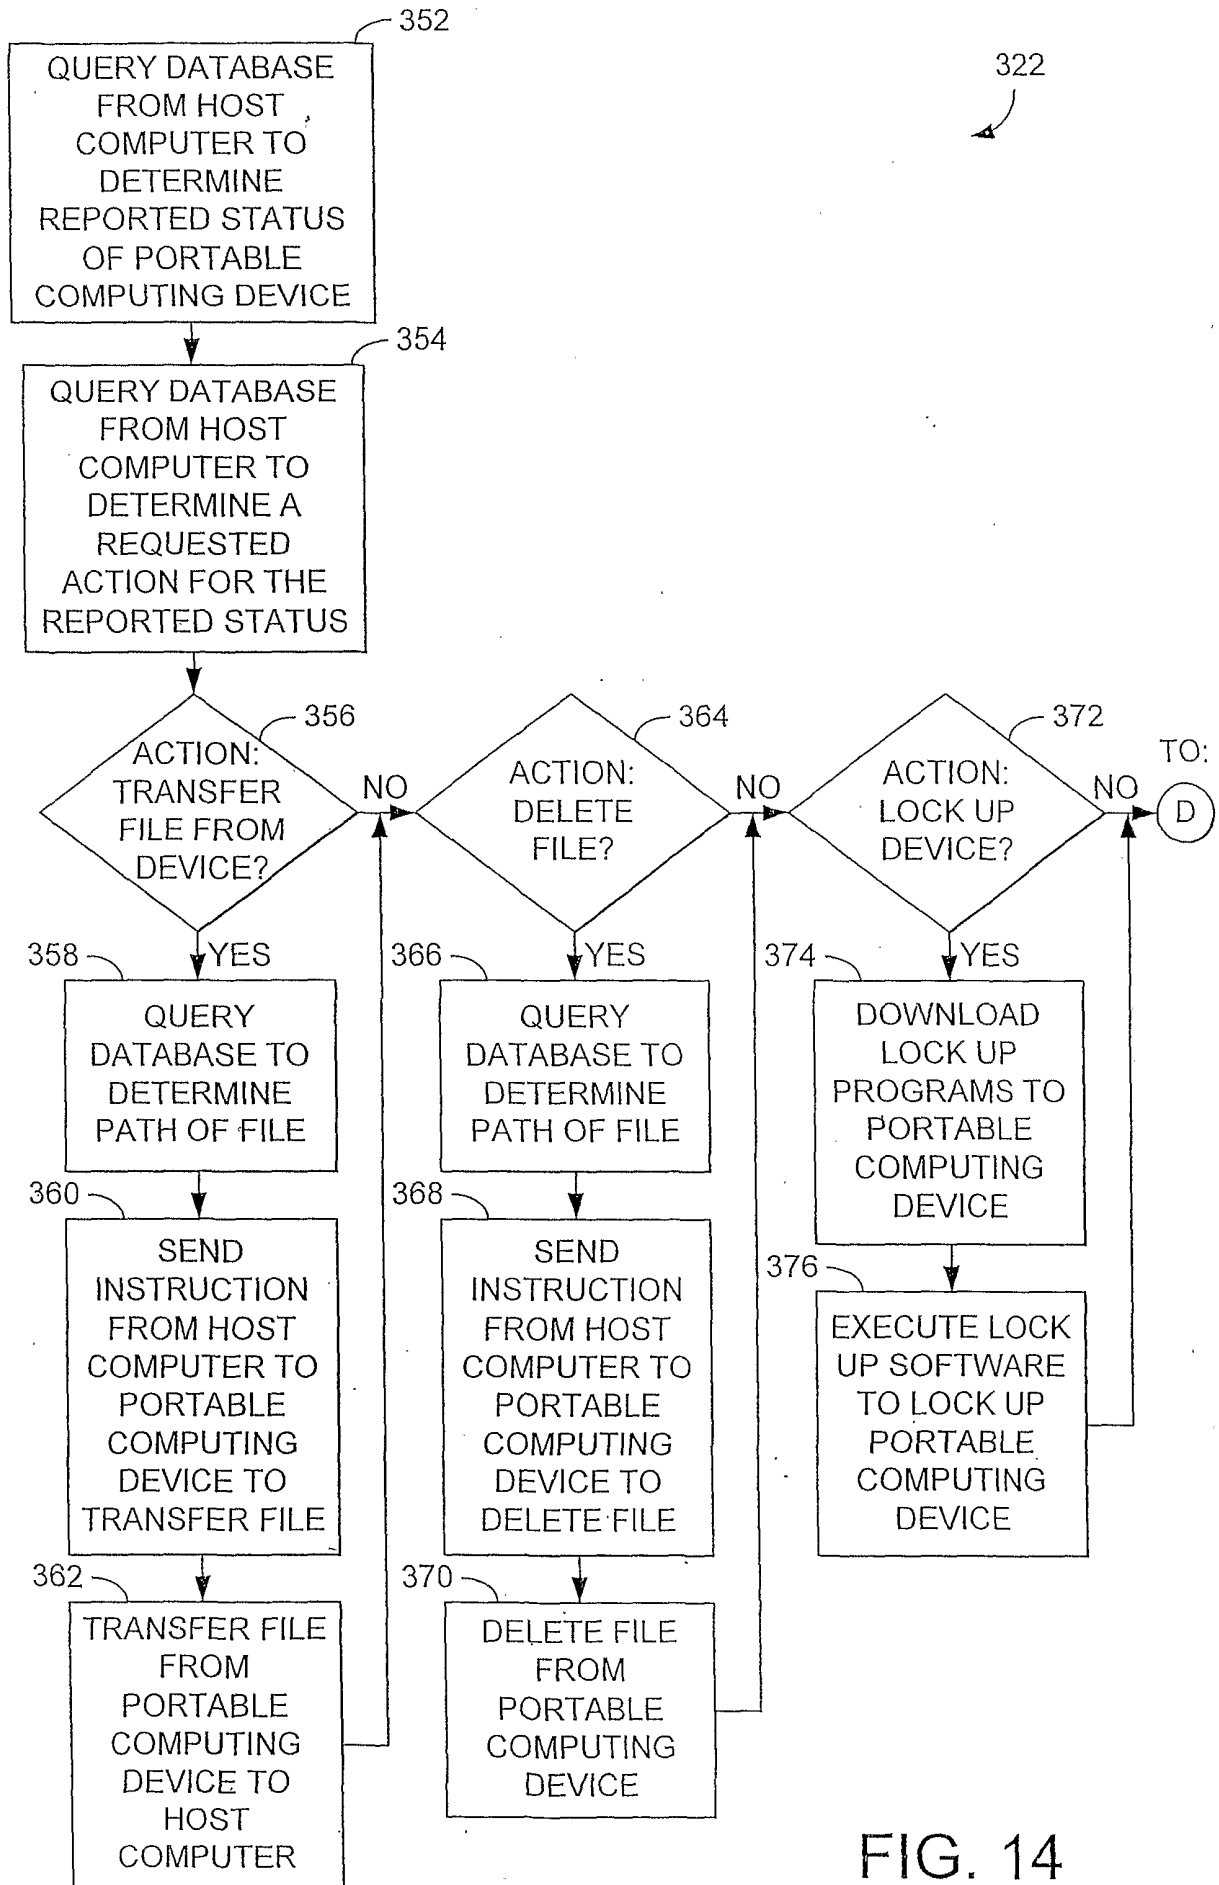 352
QUERY DATABASE
FROM HOST
COMPUTER TO
DETERMINE
REPORTED STATUS
OF PORTABLE
COMPUTING DEVICE
322
354
QUERY DATABASE
FROM HOST
COMPUTER TO
DETERMINE A
REQUESTED
ACTION FOR THE
REPORTED STATUS
356
ACTION:
TRANSFER
FILE FROM
DEVICE?
NO
YES
358
QUERY
DATABASE TO
DETERMINE
PATH OF FILE
360
SEND
INSTRUCTION
FROM HOST
COMPUTER TO
PORTABLE
COMPUTING
DEVICE TO
TRANSFER FILE
362
TRANSFER FILE
FROM
PORTABLE
COMPUTING
DEVICE TO
HOST
COMPUTER
364
ACTION:
DELETE
FILE?
NO
YES
366
QUERY
DATABASE TO
DETERMINE
PATH OF FILE
368
SEND
INSTRUCTION
FROM HOST
COMPUTER TO
PORTABLE
COMPUTING
DEVICE TO
DELETE FILE
370
DELETE FILE
FROM
PORTABLE
COMPUTING
DEVICE
372
ACTION:
LOCK UP
DEVICE?
NO
TO:
D
YES
374
DOWNLOAD
LOCK UP
PROGRAMS TO
PORTABLE
COMPUTING
DEVICE
376
EXECUTE LOCK
UP SOFTWARE
TO LOCK UP
PORTABLE
COMPUTING
DEVICE
FIG. 14